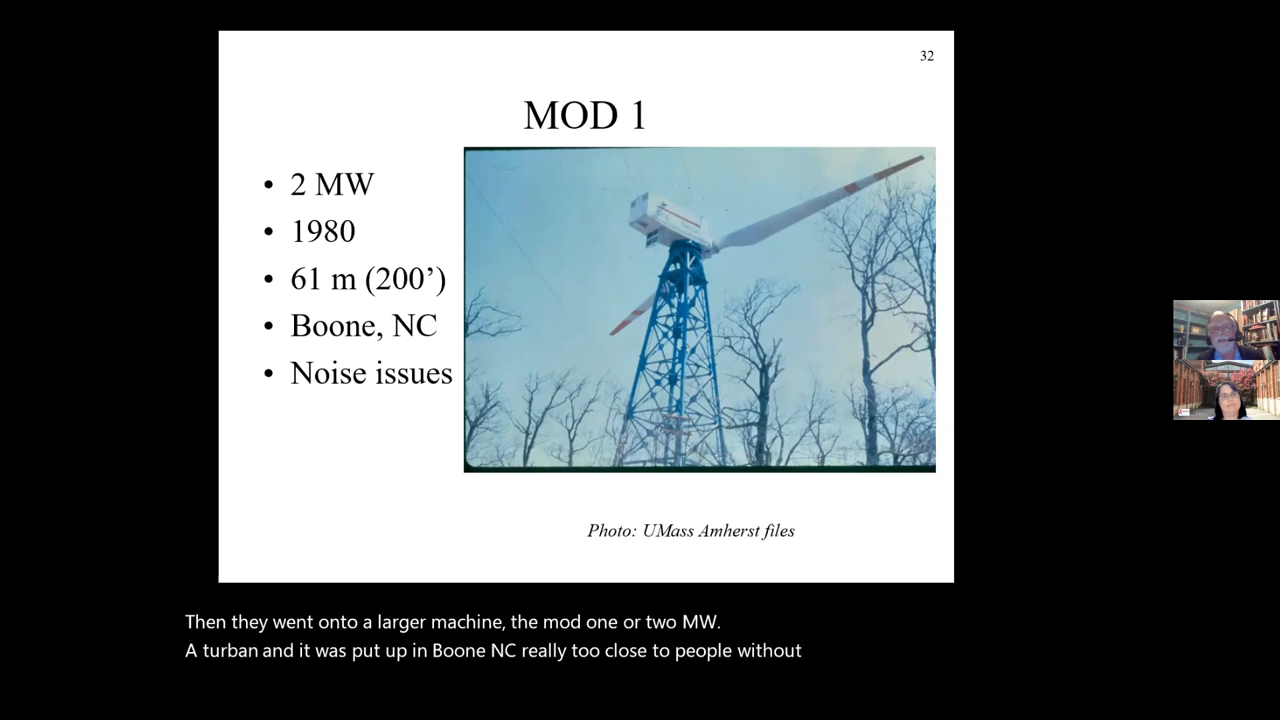 32
MOD 1
• 2 MW
• 1980
• 61 m (200’)
• Boone, NC
• Noise issues
Photo: UMass Amherst files
Then they went onto a larger machine, the mod one or two MW.
A turban and it was put up in Boone NC really too close to people without